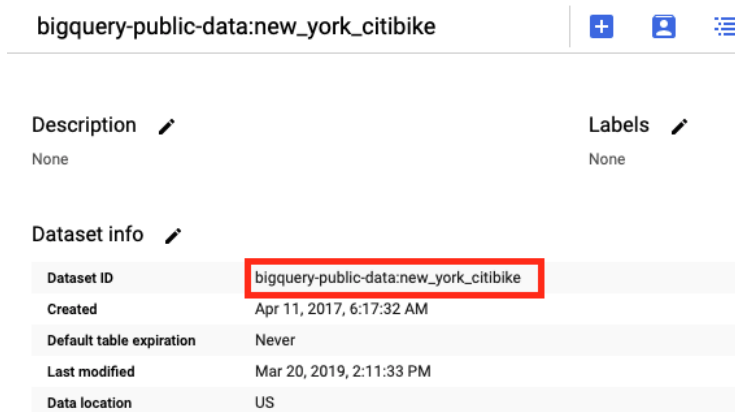 bigquery-public-data:new_york_citibike
Description Labels
None None
Dataset info
Dataset ID bigquery-public-data:new_york_citibike
Created Apr 11, 2017, 6:17:32 AM
Default table expiration Never
Last modified Mar 20, 2019, 2:11:33 PM
Data location US